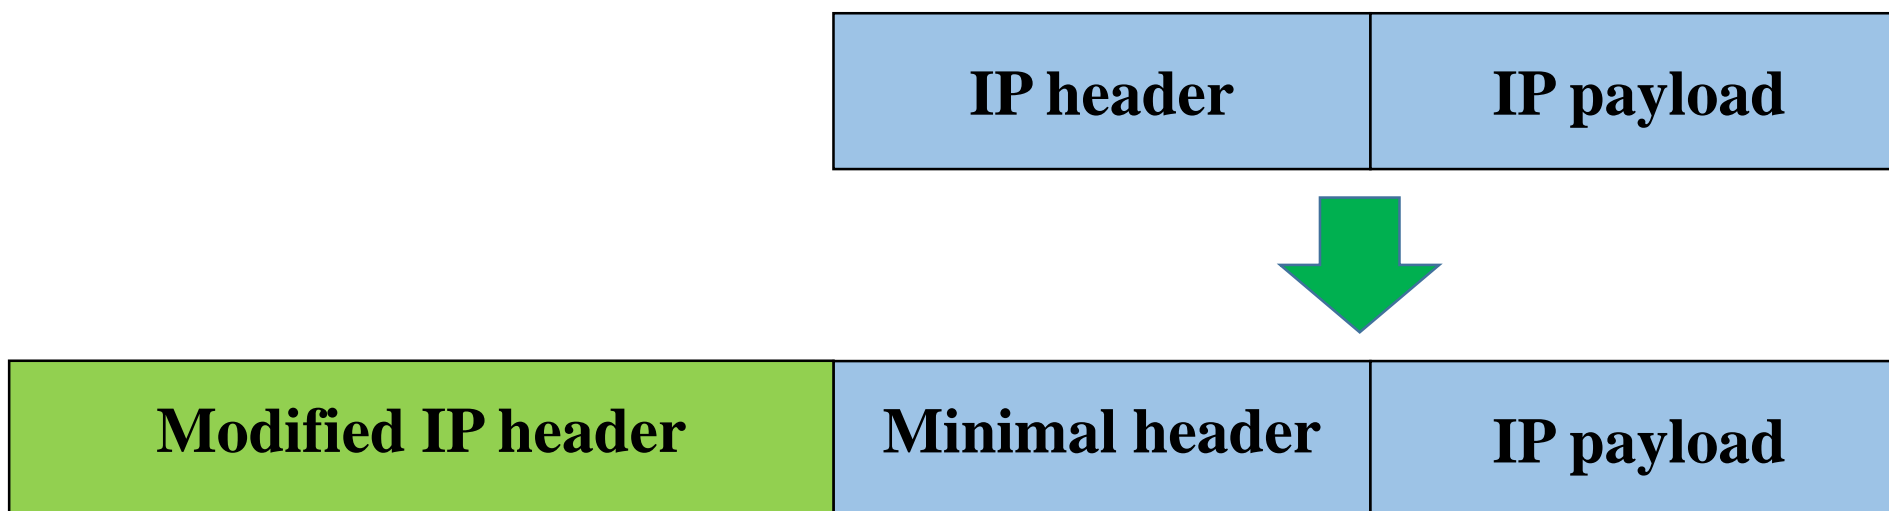 IP header
IP payload
Modified IP header
Minimal header
IP payload